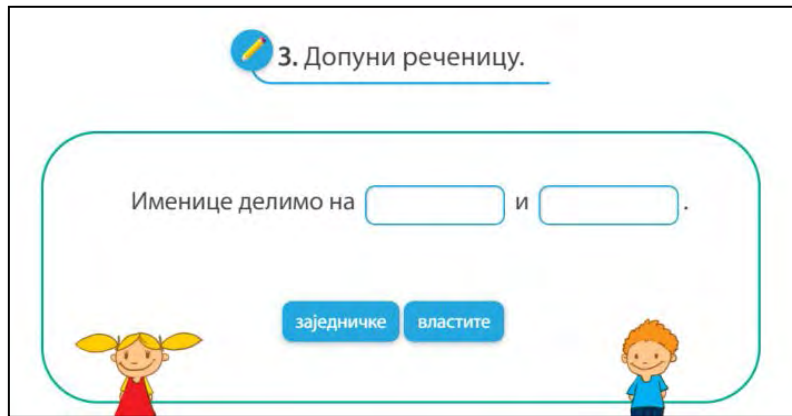 3. Допуни реченицу.
Именице делимо на и .
заједничке властите